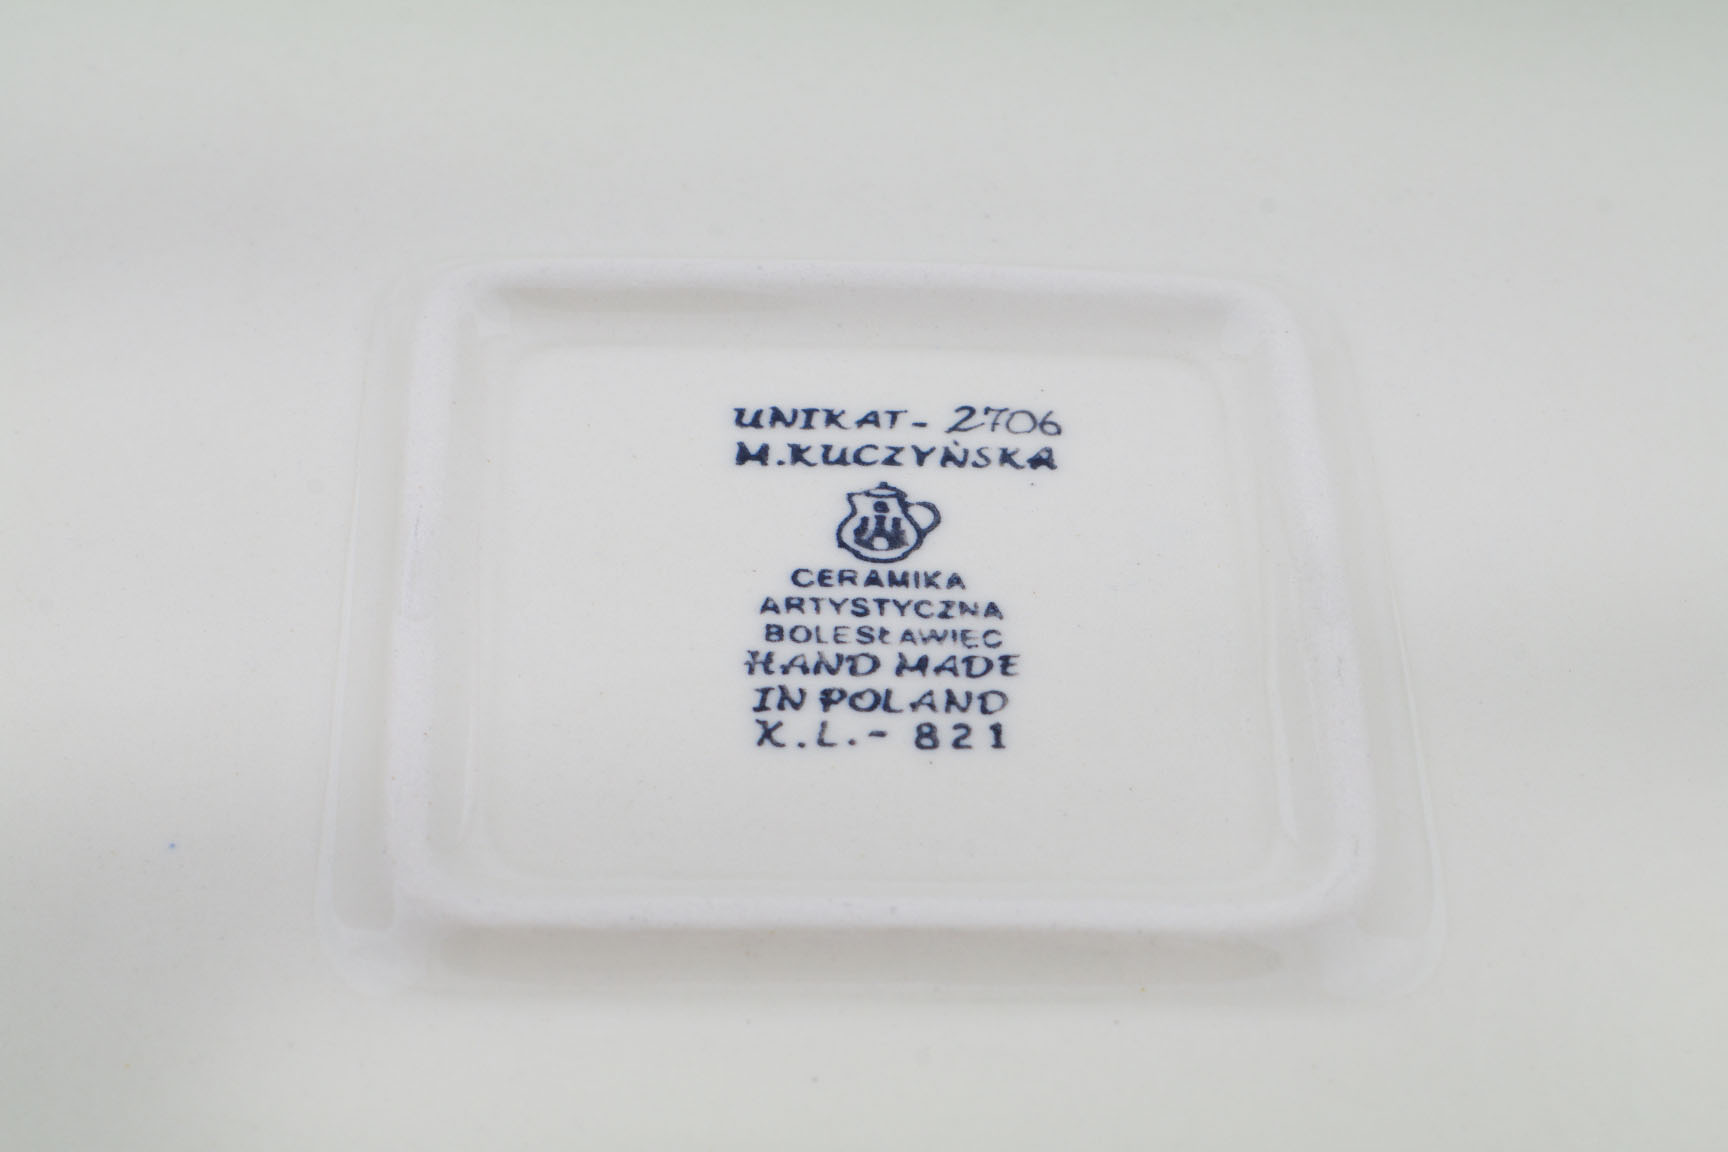 UNIKAT - 2706
M. KUCZYŃSKA
CERAMIKA
ARTYSTYCZNA
BOLESŁAWIEC
HAND MADE
IN POLAND
K.L.- 821